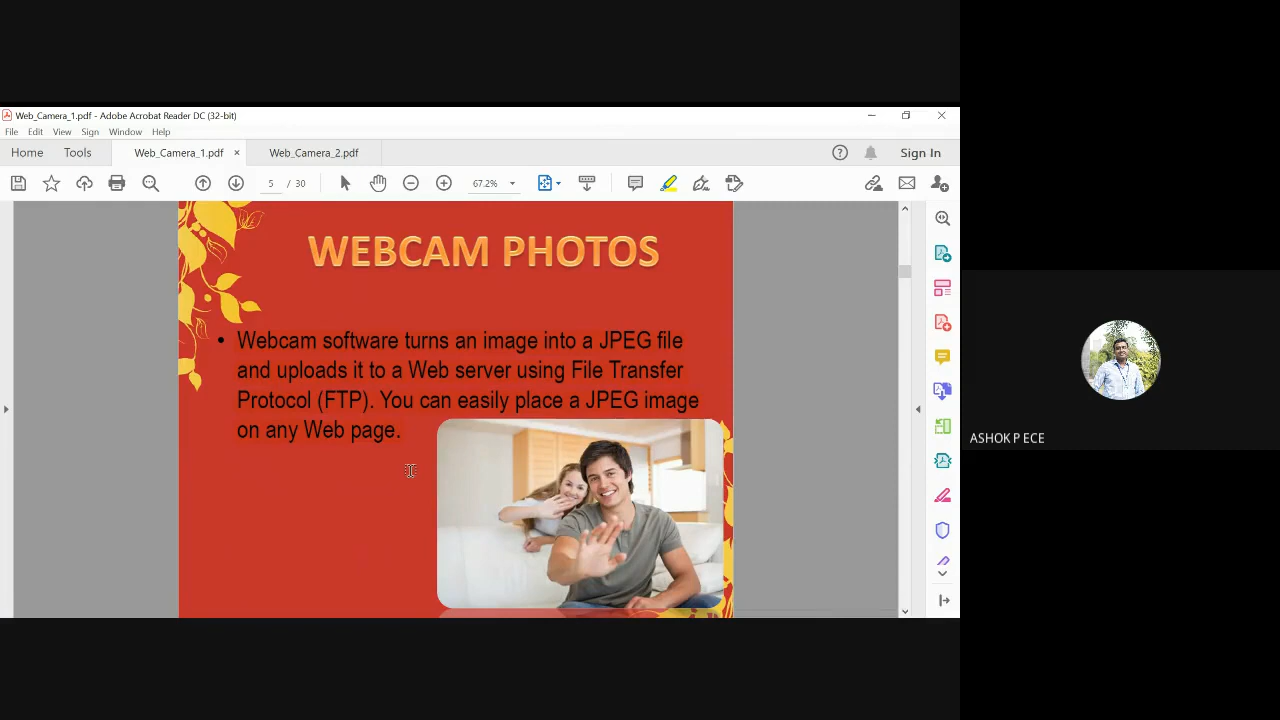 Web_Camera_1.pdf - Adobe Acrobat Reader DC (32-bit)
File Edit View Sign Window Help
Home Tools Web_Camera_1.pdf × Web_Camera_2.pdf Sign In
5 / 30 67.2%
WEBCAM PHOTOS
• Webcam software turns an image into a JPEG file
and uploads it to a Web server using File Transfer
Protocol (FTP). You can easily place a JPEG image
on any Web page.
ASHOK P ECE